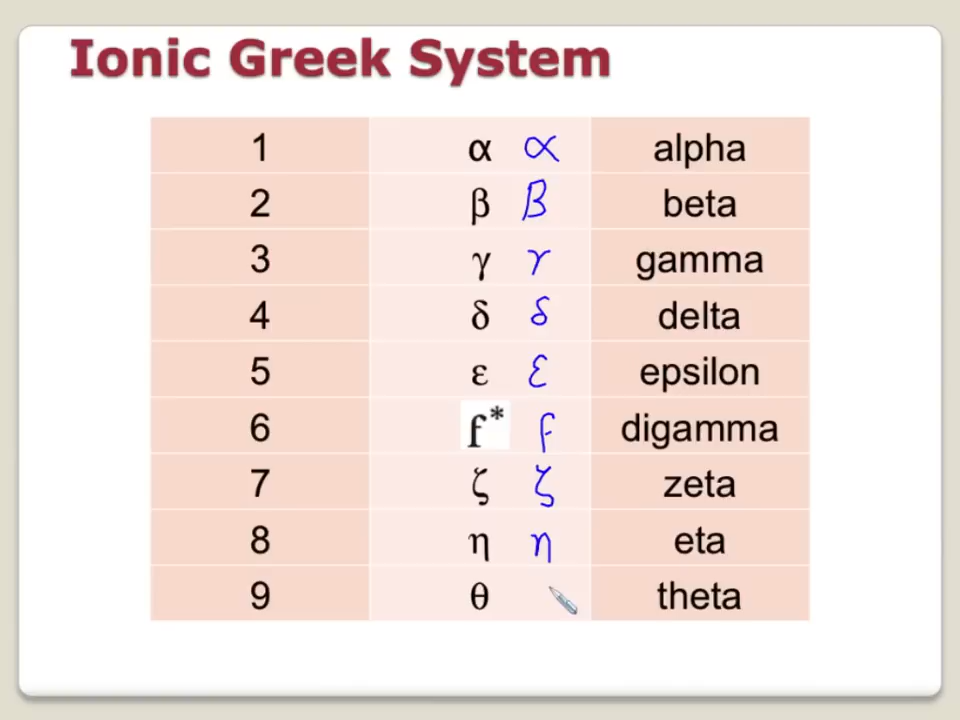 Ionic Greek System
1 α α alpha
2 β β beta
3 γ γ gamma
4 δ δ delta
5 ε ε epsilon
6 f* f digamma
7 ζ ζ zeta
8 η η eta
9 θ theta